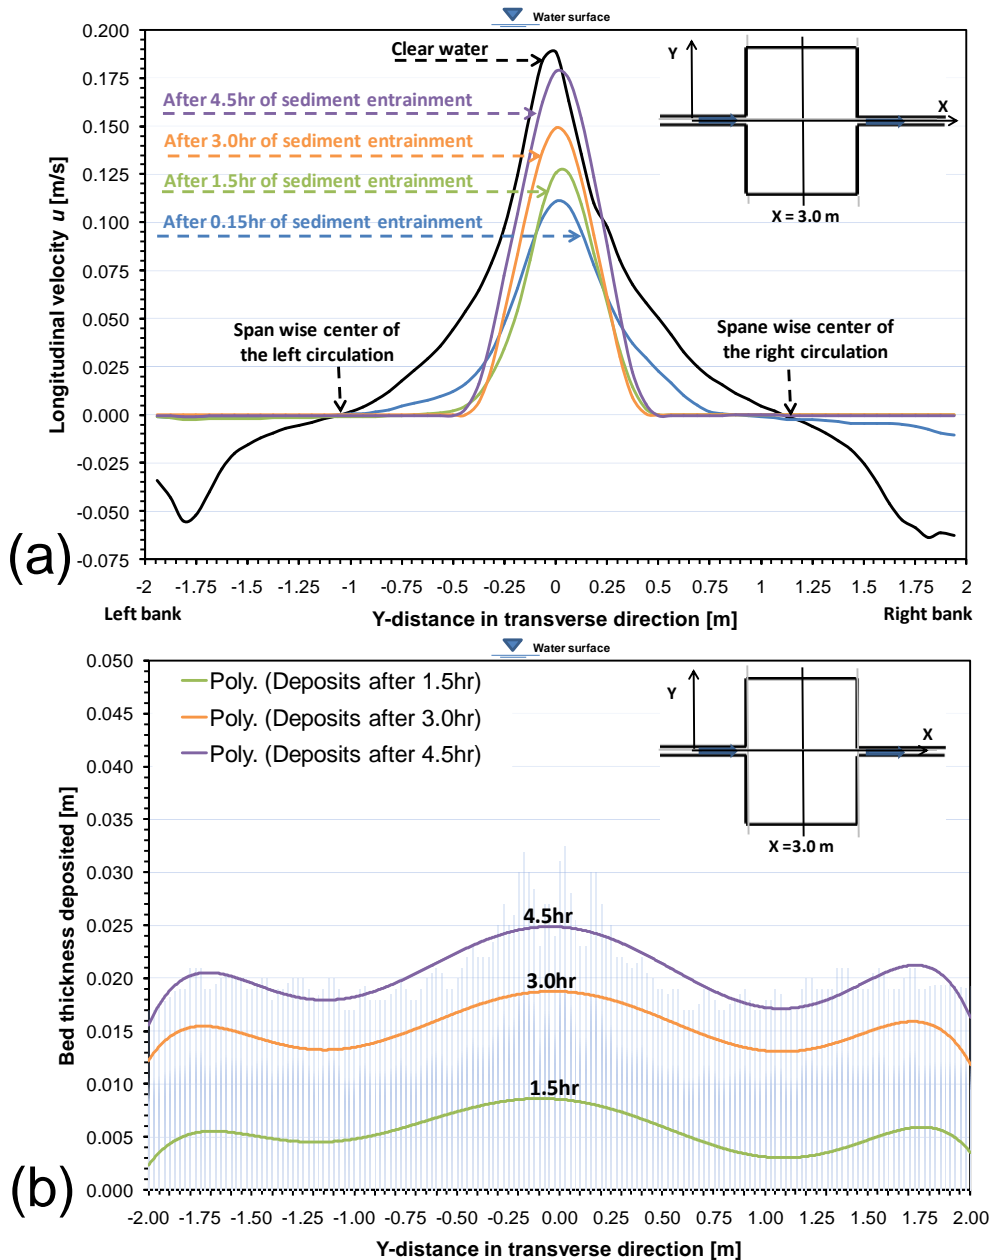 Water surface
0.200
0.175
0.150
0.125
0.100
0.075
0.050
0.025
0.000
-0.025
-0.050
-0.075
Longitudinal velocity u [m/s]
Clear water
After 4.5hr of sediment entrainment
After 3.0hr of sediment entrainment
After 1.5hr of sediment entrainment
After 0.15hr of sediment entrainment
Span wise center of
the left circulation
Spane wise center of
the right circulation
Y
X
X = 3.0 m
(a)
-2 -1.75 -1.5 -1.25 -1 -0.75 -0.5 -0.25 0 0.25 0.5 0.75 1 1.25 1.5 1.75 2
Left bank
Y-distance in transverse direction [m]
Right bank
Water surface
0.050
0.045
0.040
0.035
0.030
0.025
0.020
0.015
0.010
0.005
0.000
Bed thickness deposited [m]
Poly. (Deposits after 1.5hr)
Poly. (Deposits after 3.0hr)
Poly. (Deposits after 4.5hr)
Y
X
X =3.0 m
4.5hr
3.0hr
1.5hr
(b)
-2.00 -1.75 -1.50 -1.25 -1.00 -0.75 -0.50 -0.25 0.00 0.25 0.50 0.75 1.00 1.25 1.50 1.75 2.00
Y-distance in transverse direction [m]